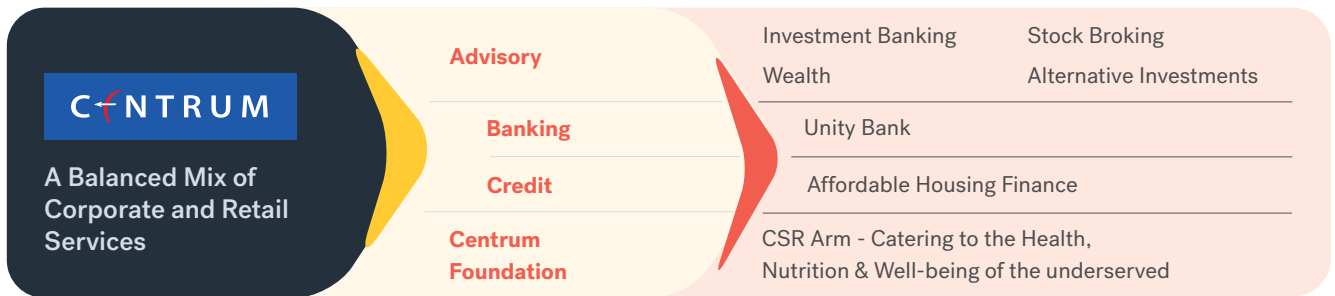 CENTRUM
A Balanced Mix of
Corporate and Retail
Services
Advisory
Investment Banking
Stock Broking
Wealth
Alternative Investments
Banking
Unity Bank
Credit
Affordable Housing Finance
Centrum
Foundation
CSR Arm - Catering to the Health,
Nutrition & Well-being of the underserved